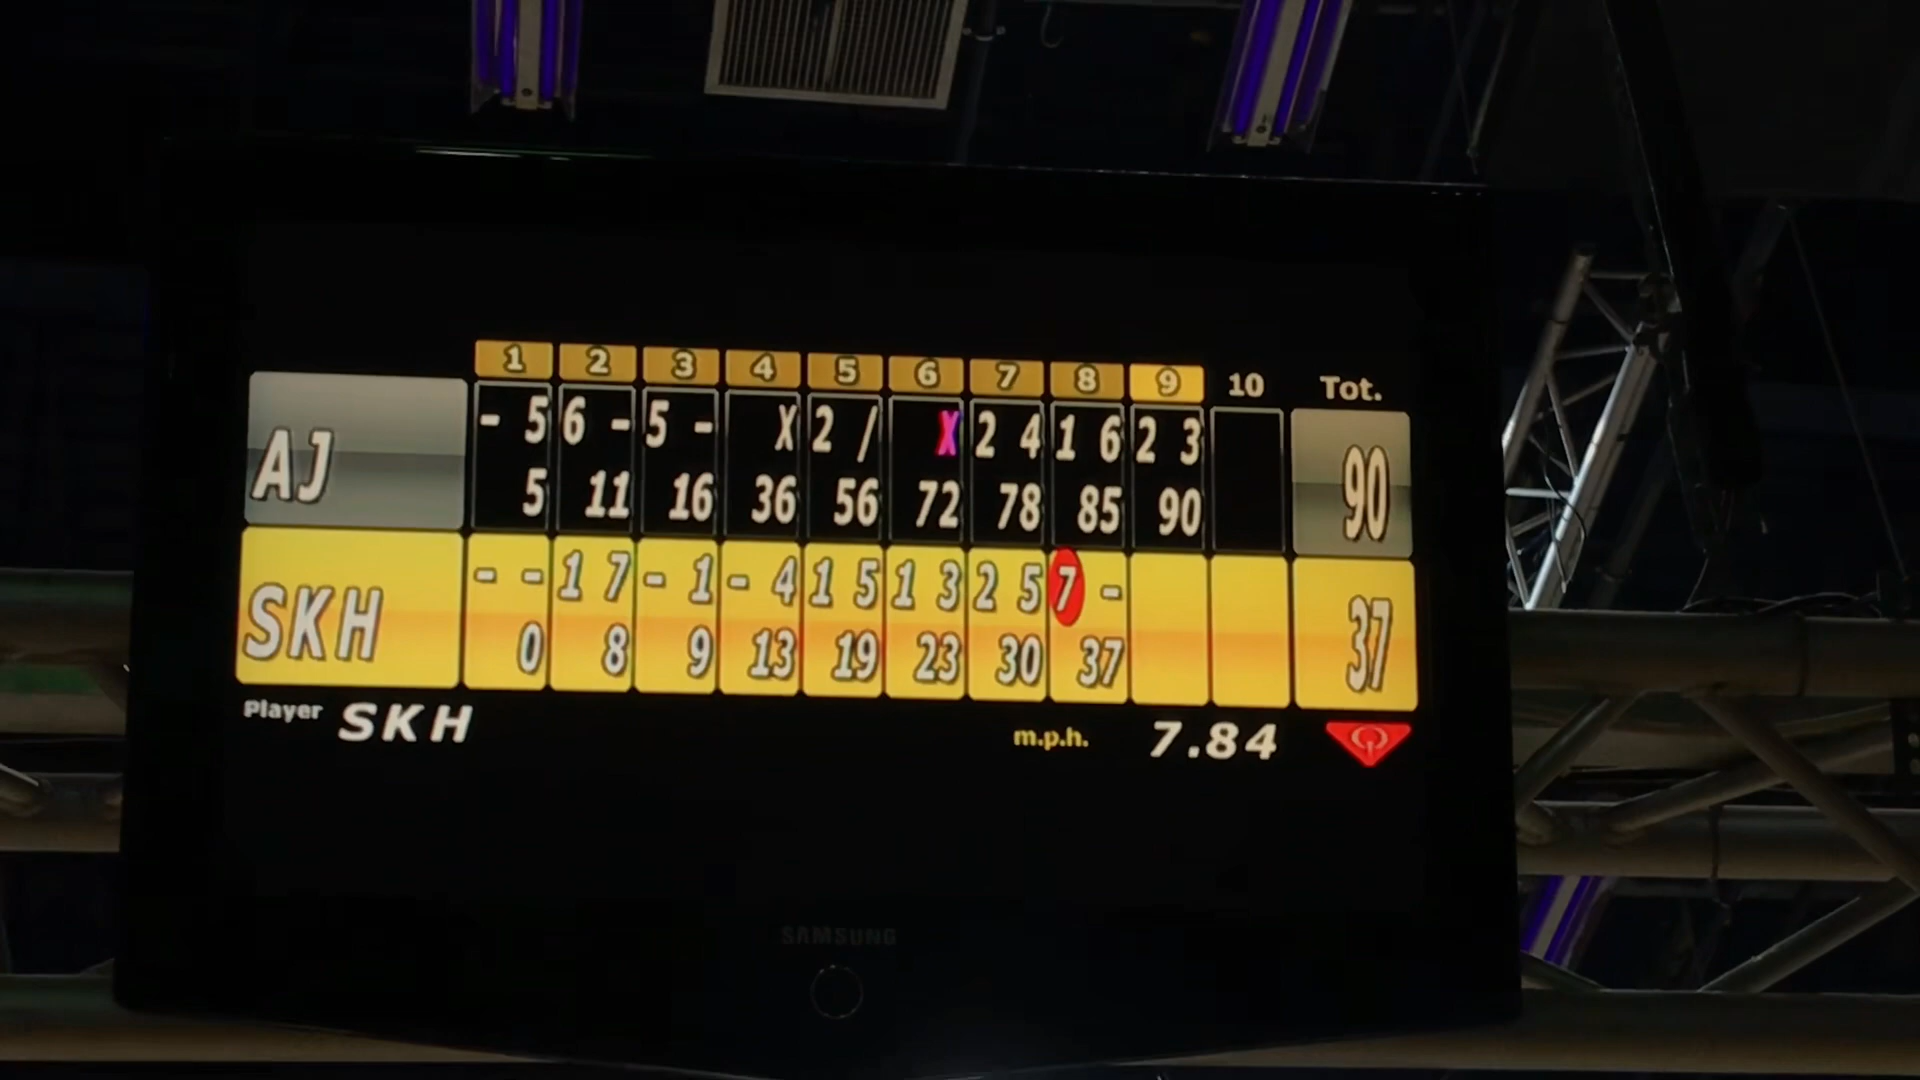 1 2 3 4 5 6 7 8 9 10 Tot.
- 5 6 - 5 - X 2 / X 2 4 1 6 2 3
AJ 5 11 16 36 56 72 78 85 90 90
- - 1 7 - 1 - 4 1 5 1 3 2 5 7 -
SKH 0 8 9 13 19 23 30 37 37
Player SKH m.p.h. 7.84
SAMSUNG